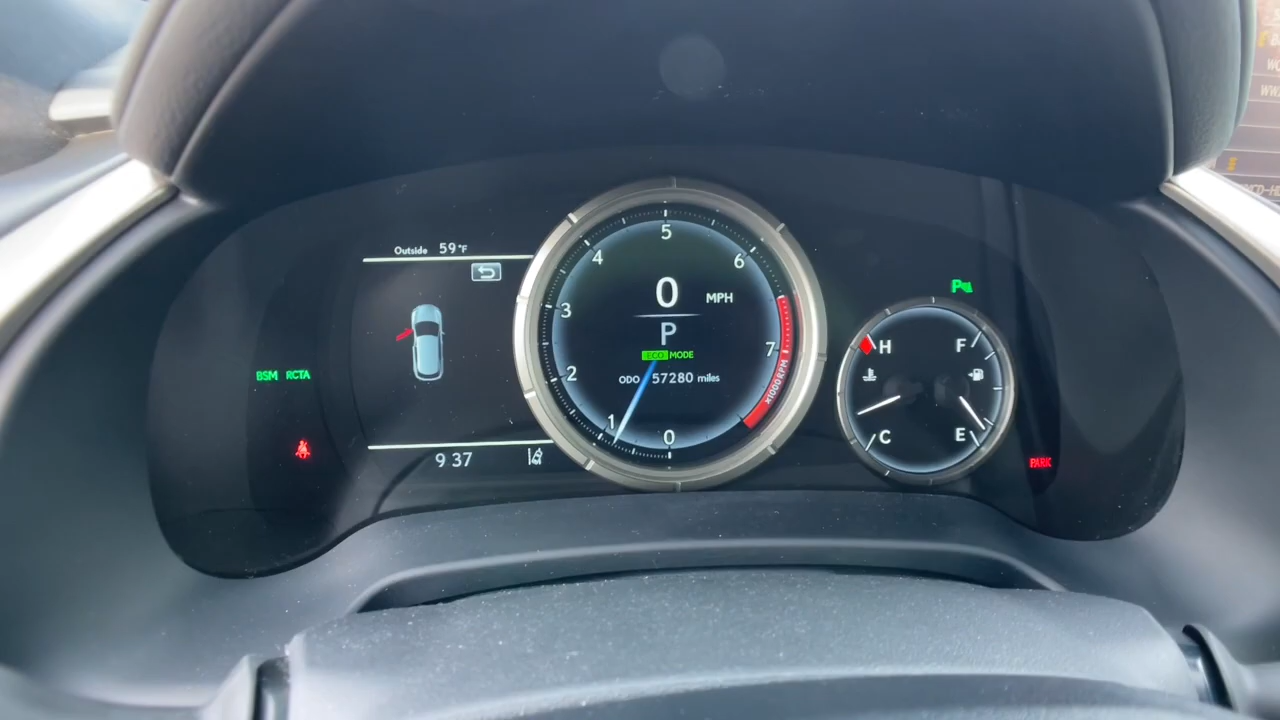 Outside 59°F
5
4
6
3
0 MPH
P
7
ECO MODE
2
ODO 57280 miles
x1000RPM
1
0
BSM RCTA
9 37
P
H
F
C
E
PARK